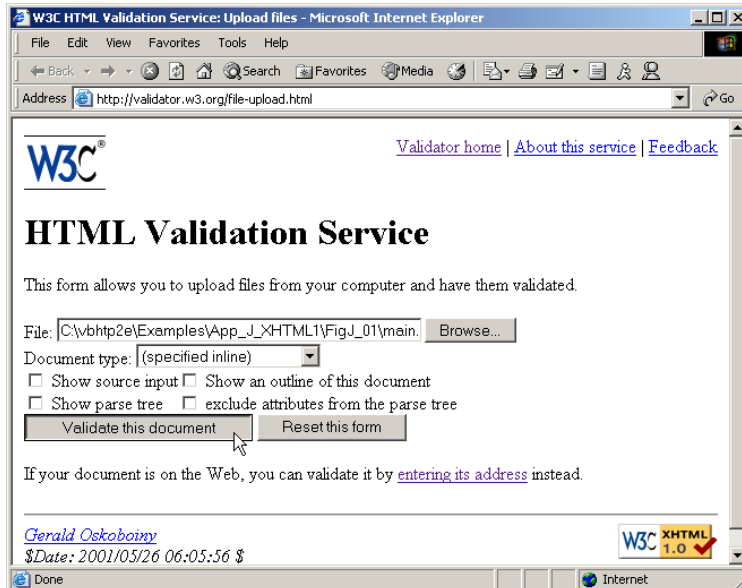 W3C HTML Validation Service: Upload files - Microsoft Internet Explorer
File Edit View Favorites Tools Help
Back Search Favorites Media
Address http://validator.w3.org/file-upload.html Go
W3C®
Validator home | About this service | Feedback
HTML Validation Service
This form allows you to upload files from your computer and have them validated.
File: C:\vbhtp2e\Examples\App_J_XHTML1\FigJ_01\main. Browse...
Document type: (specified inline)
Show source input Show an outline of this document
Show parse tree exclude attributes from the parse tree
Validate this document Reset this form
If your document is on the Web, you can validate it by entering its address instead.
Gerald Oskoboiny
$Date: 2001/05/26 06:05:56 $
W3C XHTML 1.0
Done Internet